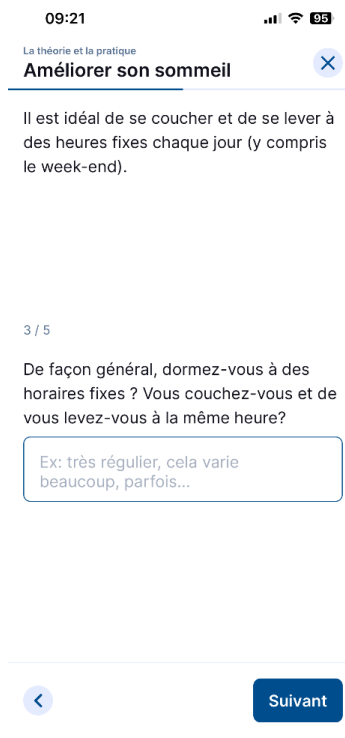 09:21
95
La théorie et la pratique
Améliorer son sommeil
Il est idéal de se coucher et de se lever à
des heures fixes chaque jour (y compris
le week-end).
3 / 5
De façon général, dormez-vous à des
horaires fixes ? Vous couchez-vous et de
vous levez-vous à la même heure?
Ex: très régulier, cela varie
beaucoup, parfois...
Suivant